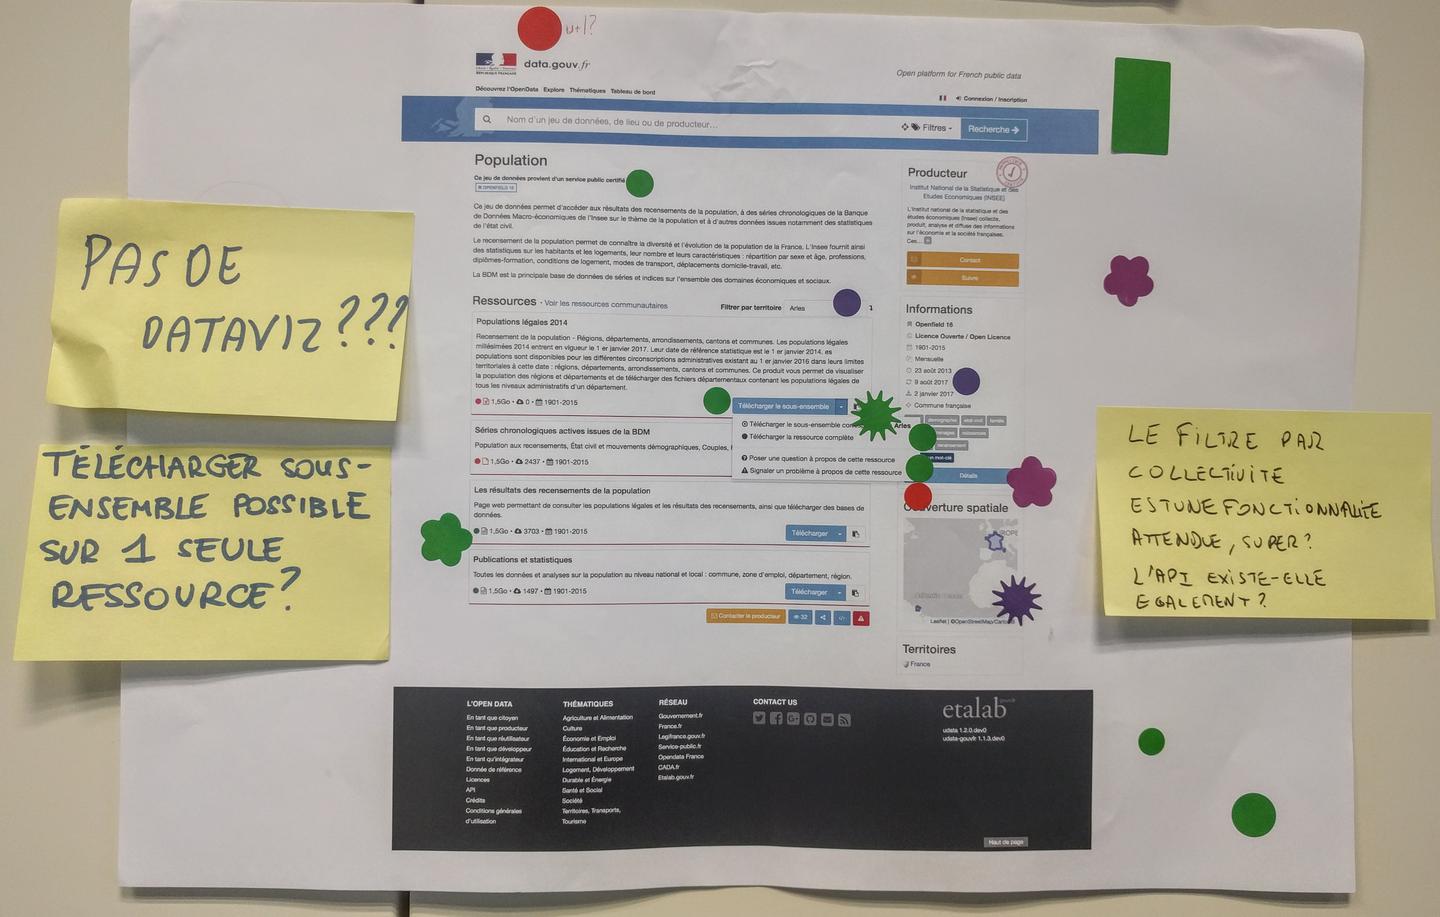 u+1?
data.gouv.fr
Open platform for French public data
Découvrez l'OpenData Explore Thématiques Tableau de bord
Connexion / Inscription
Nom d'un jeu de données, de lieu ou de producteur...
Filtres
Recherche
Population
Ce jeu de données provient d'un service public certifié
OPENFIELD 16
Ce jeu de données permet d'accéder aux résultats des recensements de la population, à des séries chronologiques de la Banque
de Données Macro-économiques de l'Insee sur le thème de la population et à d'autres données issues notamment des statistiques
de l'état civil.
Le recensement de la population permet de connaître la diversité et l'évolution de la population de la France. L'Insee fournit ainsi
des statistiques sur les habitants et les logements, leur nombre et leurs caractéristiques : répartition par sexe et âge, professions,
diplômes-formation, conditions de logement, modes de transport, déplacements domicile-travail, etc.
La BDM est la principale base de données de séries et indices sur l'ensemble des domaines économiques et sociaux.
Ressources - Voir les ressources communautaires
Filtrer par territoire
Arles
Populations légales 2014
Recensement de la population - Régions, départements, arrondissements, cantons et communes. Les populations légales
millésimées 2014 entrent en vigueur le 1 er janvier 2017. Leur date de référence statistique est le 1 er janvier 2014. es
populations sont disponibles pour les différentes circonscriptions administratives existant au 1 er janvier 2016 dans leurs limites
territoriales à cette date : régions, départements, arrondissements, cantons et communes. Ce produit vous permet de visualiser
la population des régions et départements et de télécharger des fichiers départementaux contenant les populations légales de
tous les niveaux administratifs d'un département.
1,5Go • 0 • 1901-2015
Télécharger le sous-ensemble
Télécharger le sous-ensemble Arles
Télécharger la ressource complète
Poser une question à propos de cette ressource
Signaler un problème à propos de cette ressource
Séries chronologiques actives issues de la BDM
Population aux recensements, État civil et mouvements démographiques, Couples,
1,5Go • 2437 • 1901-2015
Les résultats des recensements de la population
Page web permettant de consulter les populations légales et les résultats des recensements, ainsi que télécharger des bases de
données.
1,5Go • 3703 • 1901-2015
Télécharger
Publications et statistiques
Toutes les données et analyses sur la population au niveau national et local : commune, zone d'emploi, département, région.
1,5Go • 1497 • 1901-2015
Télécharger
Contacter le producteur
32
Producteur
Institut National de la Statistique et des
Etudes Economiques (INSEE)
L'institut national de la statistique et des
études économiques (Insee) collecte,
produit, analyse et diffuse des informations
sur l'économie et la société françaises.
Ces...
Contact
Suivre
Informations
Openfield 16
Licence Ouverte / Open Licence
1901-2015
Mensuelle
23 août 2013
9 août 2017
2 janvier 2017
Commune française
Détails
Couverture spatiale
Leaflet | ©OpenStreetMap/Carto
Territoires
France
PAS DE
DATAVIZ ???
TÉLÉCHARGER SOUS-
ENSEMBLE POSSIBLE
SUR 1 SEULE
RESSOURCE?
LE FILTRE PAR
COLLECTIVITE
EST UNE FONCTIONNALITE
ATTENDUE, SUPER ?
L'API EXISTE-ELLE
EGALEMENT ?
L'OPEN DATA
En tant que citoyen
En tant que producteur
En tant que réutilisateur
En tant que développeur
En tant qu'intégrateur
Donnée de référence
Licences
API
Crédits
Conditions générales
d'utilisation
THÉMATIQUES
Agriculture et Alimentation
Culture
Économie et Emploi
Éducation et Recherche
International et Europe
Logement, Développement
Durable et Énergie
Santé et Social
Société
Territoires, Transports,
Tourisme
RÉSEAU
Gouvernement.fr
France.fr
Legifrance.gouv.fr
Service-public.fr
Opendata France
CADA.fr
Etalab.gouv.fr
CONTACT US
etalab
udata 1.2.0.dev0
udata-gouvfr 1.1.3.dev0
Haut de page